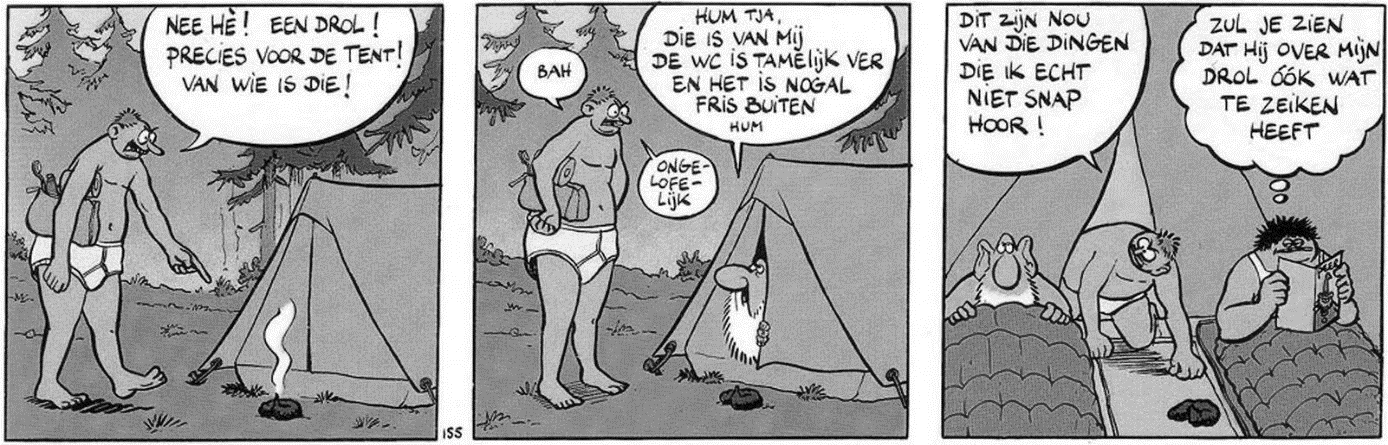 NEE HÈ! EEN DROL!
PRECIES VOOR DE TENT!
VAN WIE IS DIE!
155
BAH
HUM TJA,
DIE IS VAN MIJ
DE WC IS TAMELIJK VER
EN HET IS NOGAL
FRIS BUITEN
HUM
ONGE-
LOFE-
LIJK
DIT ZIJN NOU
VAN DIE DINGEN
DIE IK ECHT
NIET SNAP
HOOR!
ZUL JE ZIEN
DAT HIJ OVER MIJN
DROL ÓÓK WAT
TE ZEIKEN
HEEFT